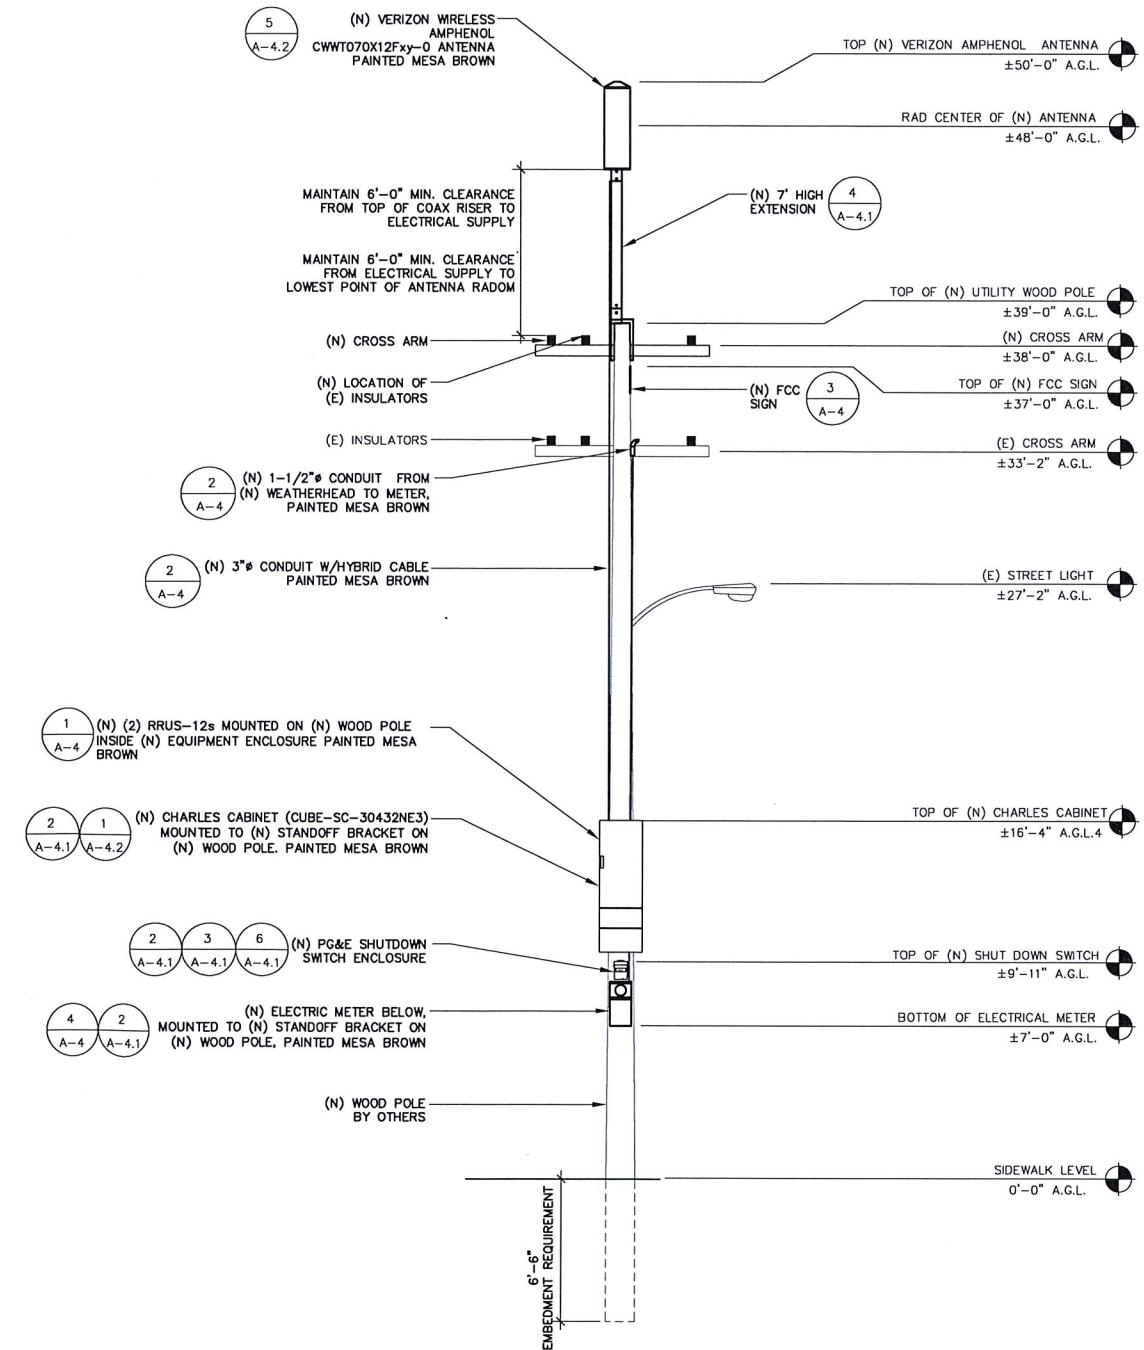 5
A-4.2
(N) VERIZON WIRELESS
AMPHENOL
CWWT070X12Fxy-0 ANTENNA
PAINTED MESA BROWN
TOP (N) VERIZON AMPHENOL ANTENNA
±50'-0" A.G.L.
RAD CENTER OF (N) ANTENNA
±48'-0" A.G.L.
MAINTAIN 6'-0" MIN. CLEARANCE
FROM TOP OF COAX RISER TO
ELECTRICAL SUPPLY
(N) 7' HIGH
EXTENSION
4
A-4.1
MAINTAIN 6'-0" MIN. CLEARANCE
FROM ELECTRICAL SUPPLY TO
LOWEST POINT OF ANTENNA RADOM
TOP OF (N) UTILITY WOOD POLE
±39'-0" A.G.L.
(N) CROSS ARM
(N) CROSS ARM
±38'-0" A.G.L.
(N) LOCATION OF
(E) INSULATORS
(N) FCC
SIGN
3
A-4
TOP OF (N) FCC SIGN
±37'-0" A.G.L.
(E) INSULATORS
(E) CROSS ARM
±33'-2" A.G.L.
2
A-4
(N) 1-1/2"ø CONDUIT FROM
(N) WEATHERHEAD TO METER,
PAINTED MESA BROWN
2
A-4
(N) 3"ø CONDUIT W/HYBRID CABLE
PAINTED MESA BROWN
(E) STREET LIGHT
±27'-2" A.G.L.
1
A-4
(N) (2) RRUS-12s MOUNTED ON (N) WOOD POLE
INSIDE (N) EQUIPMENT ENCLOSURE PAINTED MESA
BROWN
2
A-4.1
1
A-4.2
(N) CHARLES CABINET (CUBE-SC-30432NE3)
MOUNTED TO (N) STANDOFF BRACKET ON
(N) WOOD POLE. PAINTED MESA BROWN
TOP OF (N) CHARLES CABINET
±16'-4" A.G.L.4
2
A-4.1
3
A-4.1
6
A-4.1
(N) PG&E SHUTDOWN
SWITCH ENCLOSURE
TOP OF (N) SHUT DOWN SWITCH
±9'-11" A.G.L.
4
A-4
2
A-4.1
(N) ELECTRIC METER BELOW,
MOUNTED TO (N) STANDOFF BRACKET ON
(N) WOOD POLE, PAINTED MESA BROWN
BOTTOM OF ELECTRICAL METER
±7'-0" A.G.L.
(N) WOOD POLE
BY OTHERS
SIDEWALK LEVEL
0'-0" A.G.L.
6'-6"
EMBEDMENT REQUIREMENT